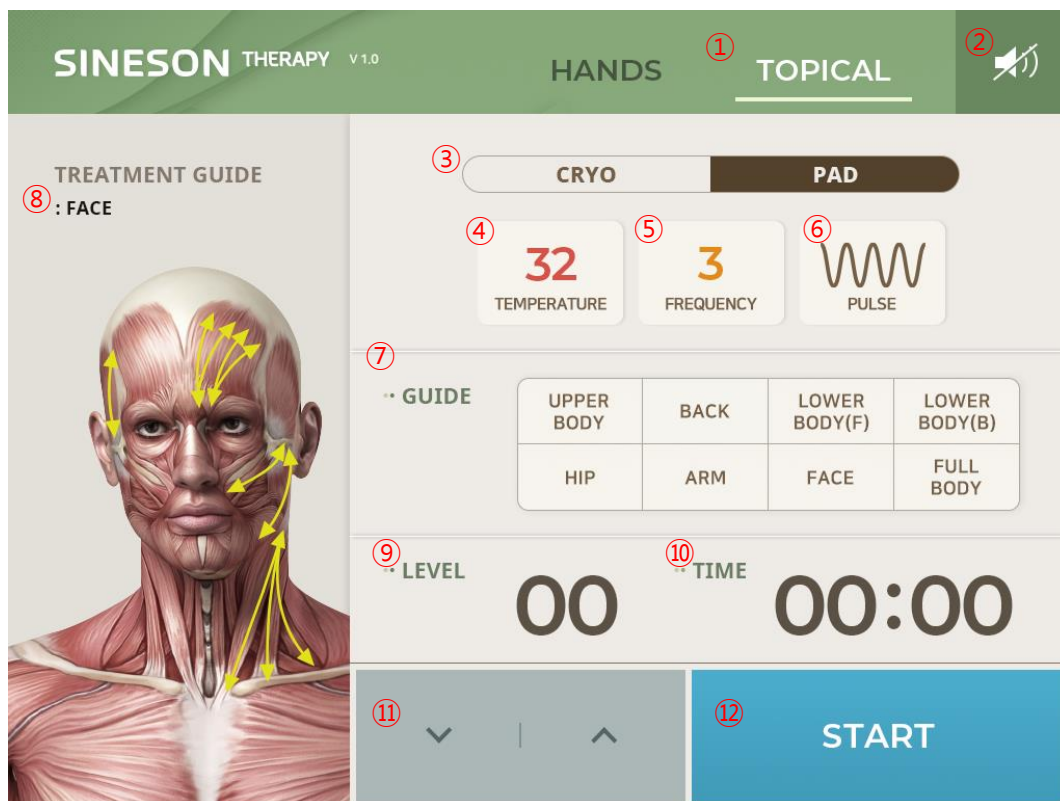 SINESON THERAPY V 1.0
HANDS
① TOPICAL
②
TREATMENT GUIDE
⑧ : FACE
③ CRYO PAD
④ 32
TEMPERATURE
⑤ 3
FREQUENCY
⑥
PULSE
⑦
GUIDE
UPPER
BODY
BACK
LOWER
BODY(F)
LOWER
BODY(B)
HIP
ARM
FACE
FULL
BODY
⑨ LEVEL
00
⑩ TIME
00:00
⑪
⑫ START